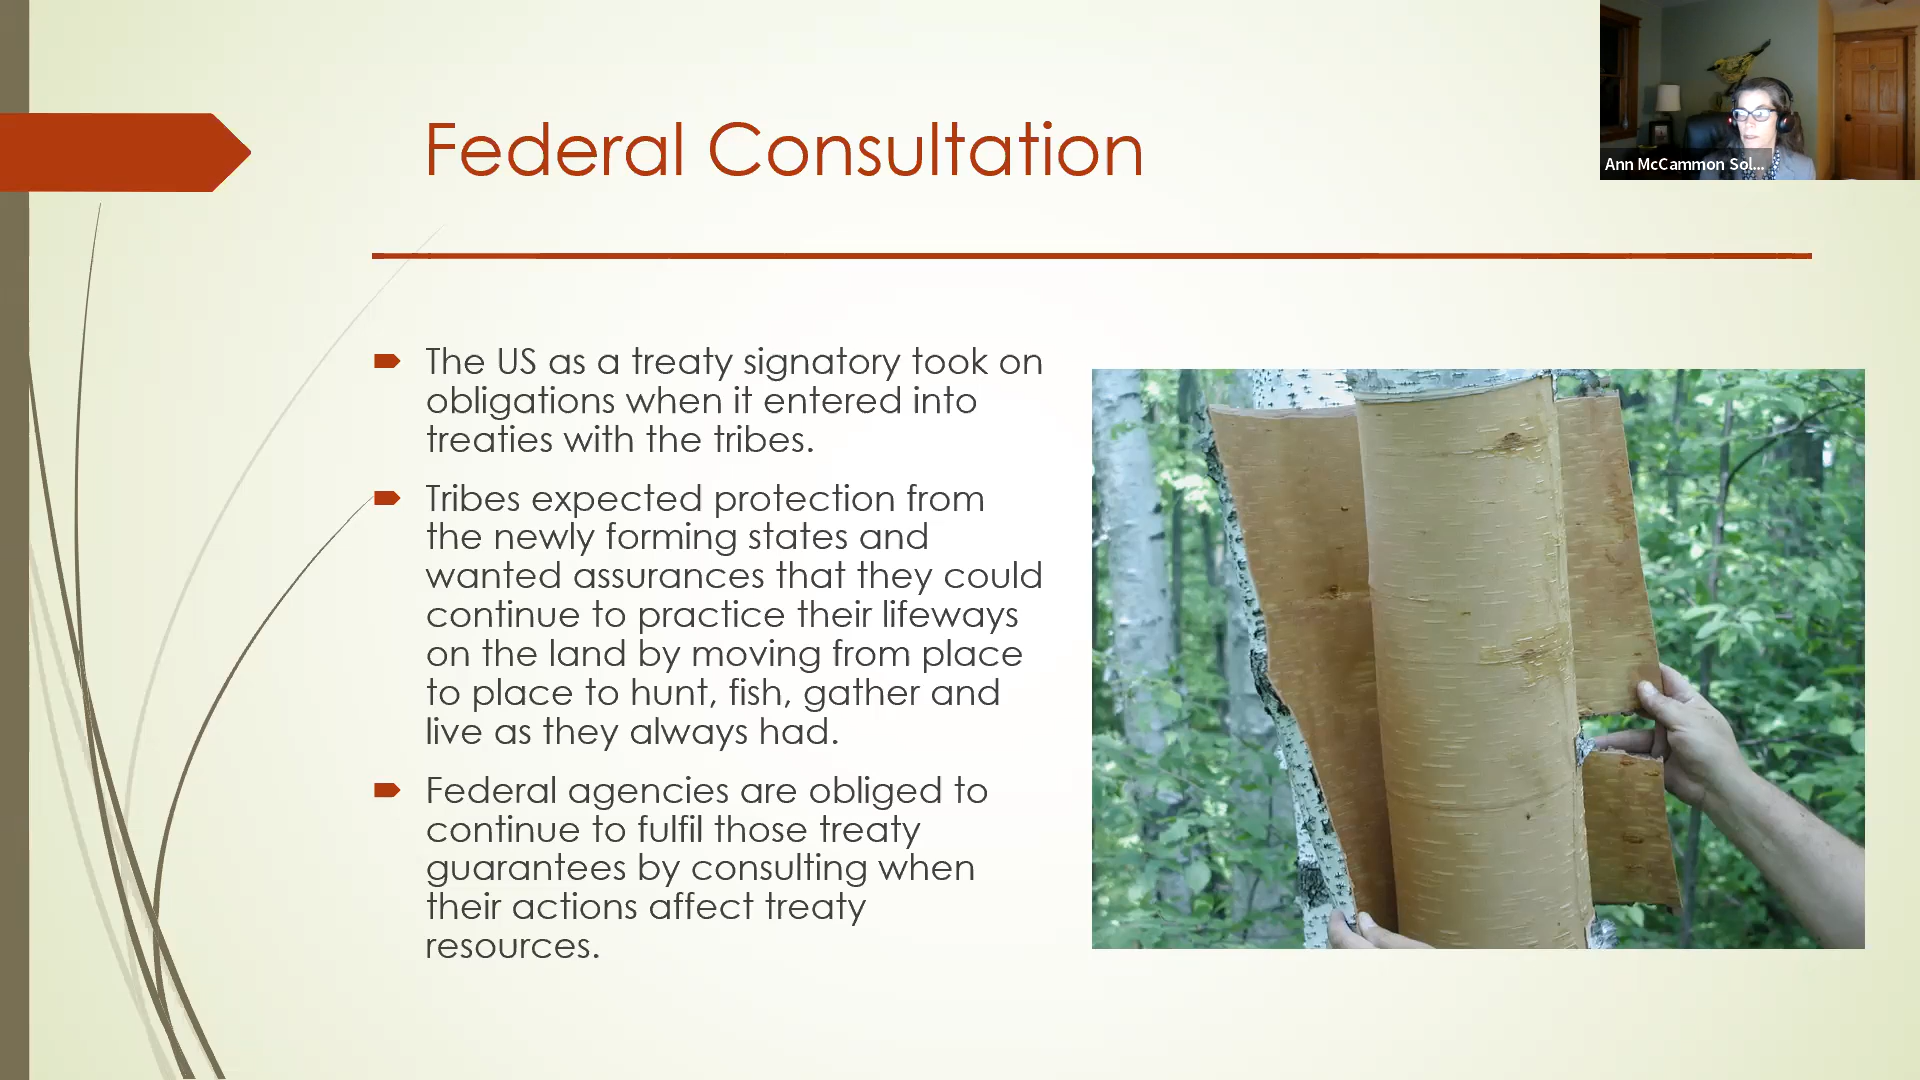 Federal Consultation
Ann McCammon Sol...
The US as a treaty signatory took on
obligations when it entered into
treaties with the tribes.
Tribes expected protection from
the newly forming states and
wanted assurances that they could
continue to practice their lifeways
on the land by moving from place
to place to hunt, fish, gather and
live as they always had.
Federal agencies are obliged to
continue to fulfil those treaty
guarantees by consulting when
their actions affect treaty
resources.